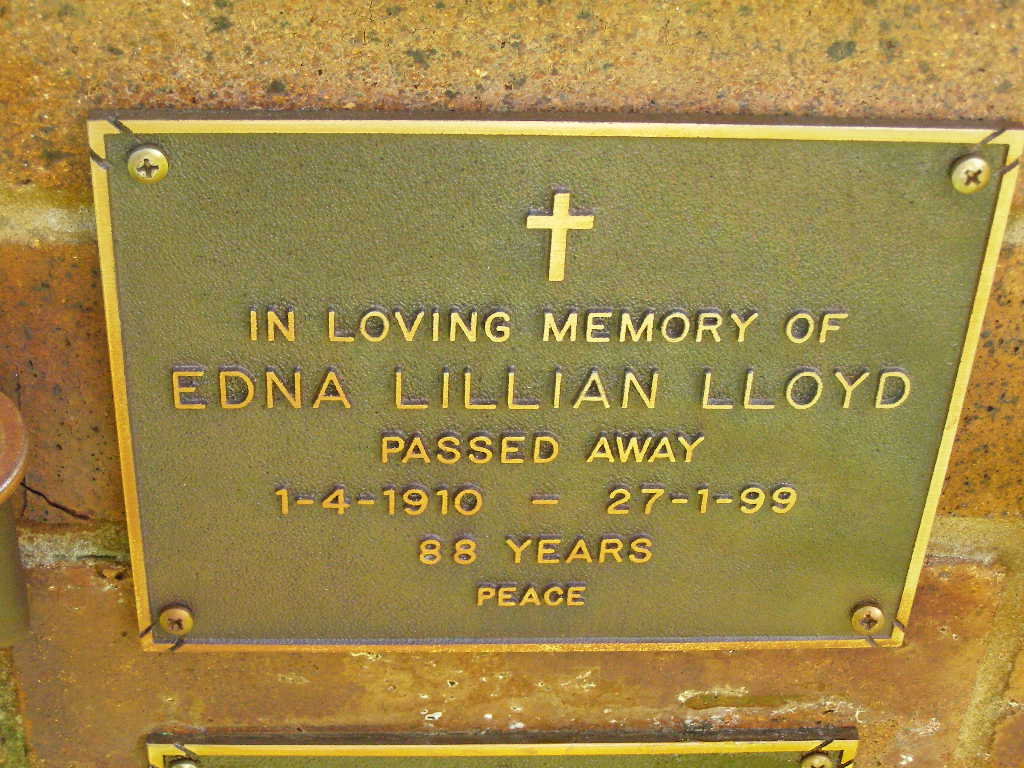 IN LOVING MEMORY OF
EDNA LILLIAN LLOYD
PASSED AWAY
1-4-1910 – 27-1-99
88 YEARS
PEACE